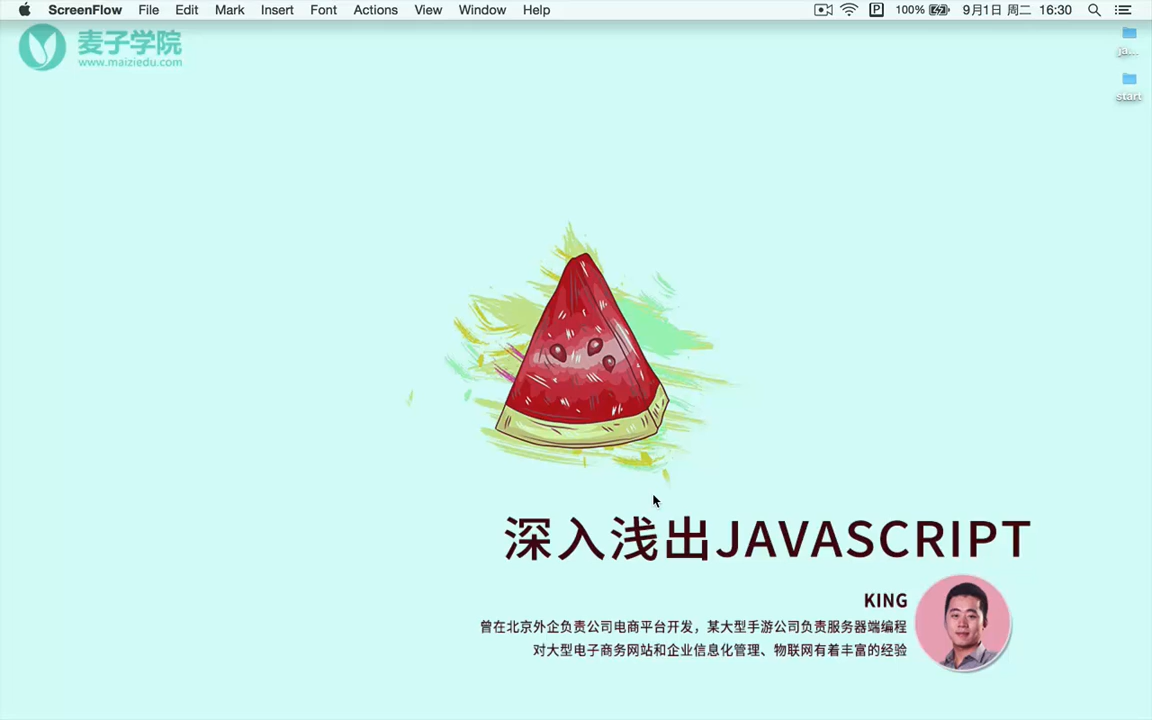 ScreenFlow File Edit Mark Insert Font Actions View Window Help P 100% 9月1日 周二 16:30
麦子学院
www.maiziedu.com
ja...
start
深入浅出JAVASCRIPT
KING
曾在北京外企负责公司电商平台开发，某大型手游公司负责服务器端编程
对大型电子商务网站和企业信息化管理、物联网有着丰富的经验